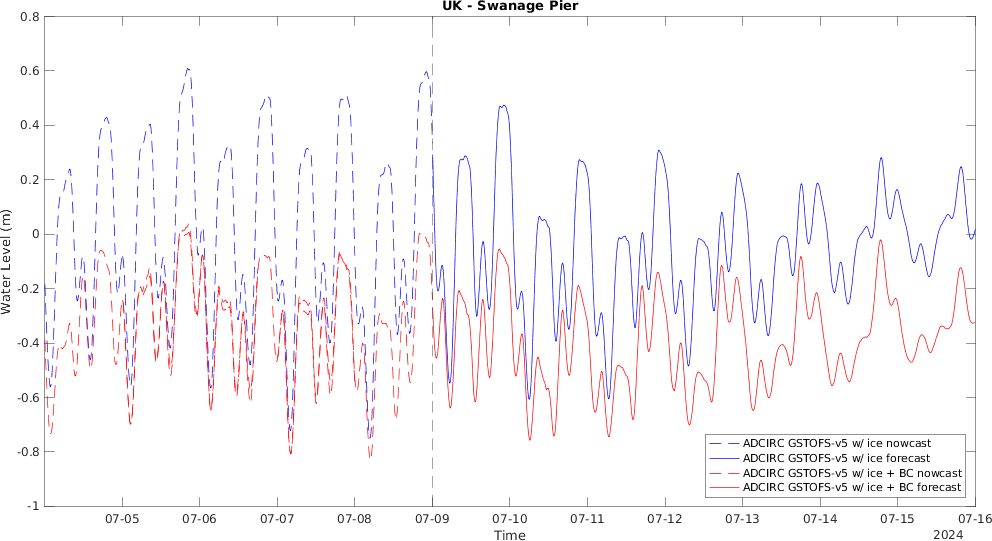 UK - Swanage Pier
0.8
0.6
0.4
0.2
0
-0.2
-0.4
-0.6
-0.8
-1
Water Level (m)
ADCIRC GSTOFS-v5 w/ ice nowcast
ADCIRC GSTOFS-v5 w/ ice forecast
ADCIRC GSTOFS-v5 w/ ice + BC nowcast
ADCIRC GSTOFS-v5 w/ ice + BC forecast
07-05 07-06 07-07 07-08 07-09 07-10 07-11 07-12 07-13 07-14 07-15 07-16
Time
2024